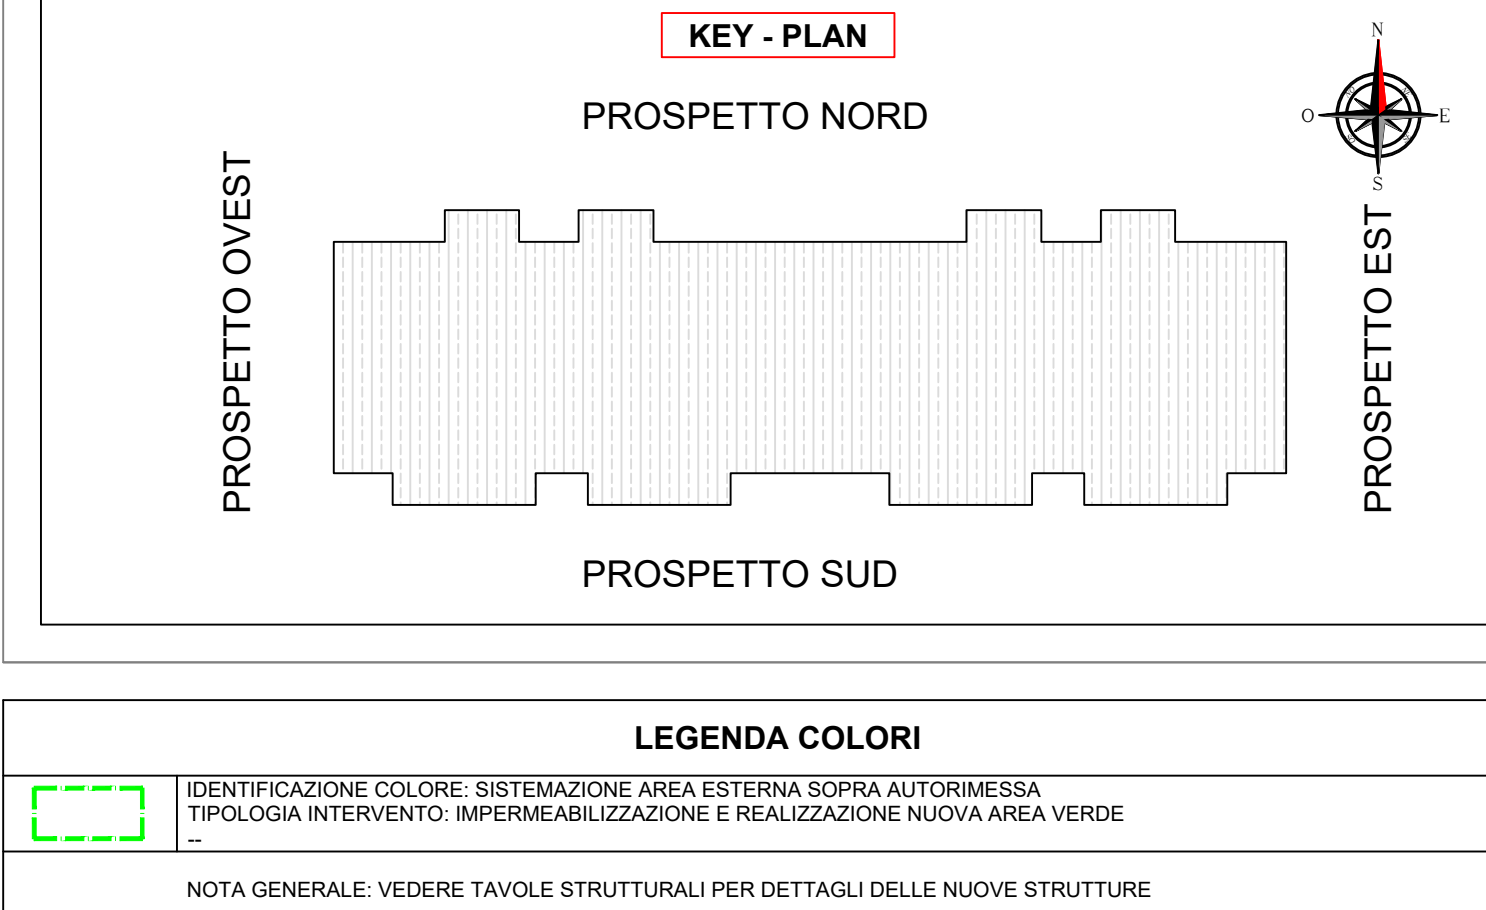 KEY - PLAN
N
PROSPETTO NORD
O
E
S
PROSPETTO OVEST
PROSPETTO EST
PROSPETTO SUD
LEGENDA COLORI
IDENTIFICAZIONE COLORE: SISTEMAZIONE AREA ESTERNA SOPRA AUTORIMESSA
TIPOLOGIA INTERVENTO: IMPERMEABILIZZAZIONE E REALIZZAZIONE NUOVA AREA VERDE
--
NOTA GENERALE: VEDERE TAVOLE STRUTTURALI PER DETTAGLI DELLE NUOVE STRUTTURE